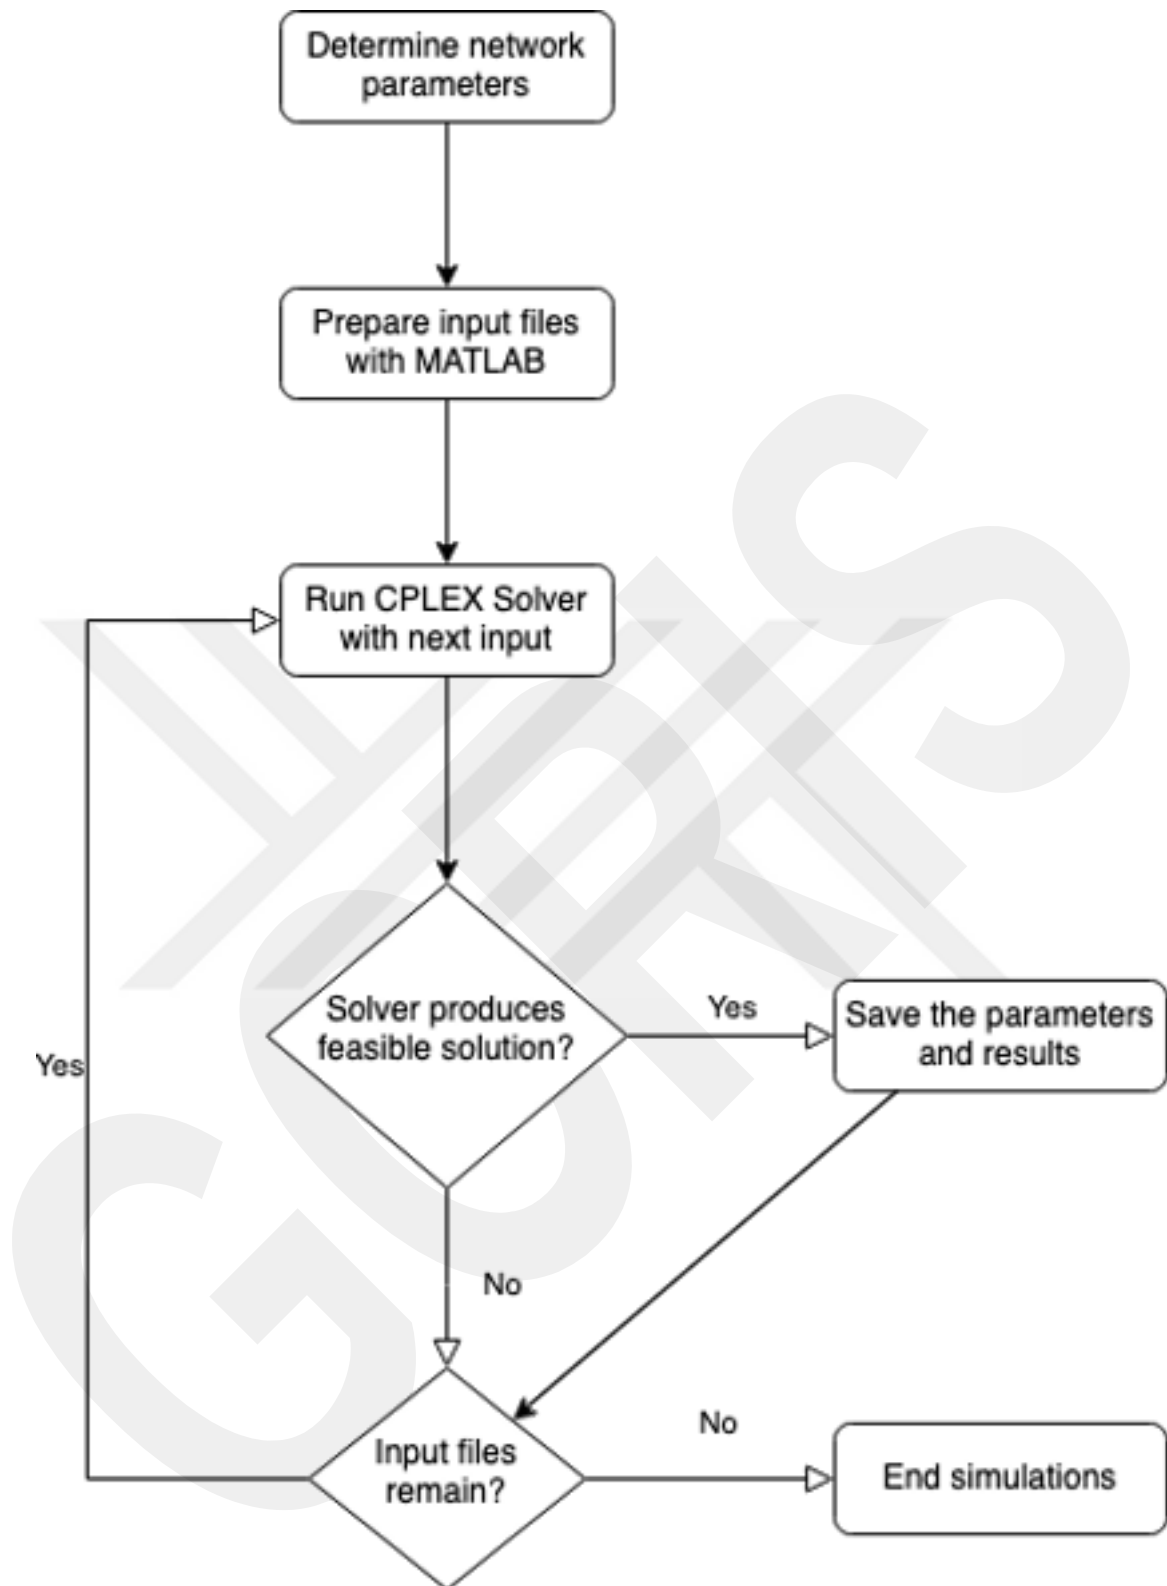 Determine network
parameters
Prepare input files
with MATLAB
Run CPLEX Solver
with next input
Solver produces
feasible solution?
Yes
Save the parameters
and results
Yes
No
Input files
remain?
No
End simulations
GCRIS